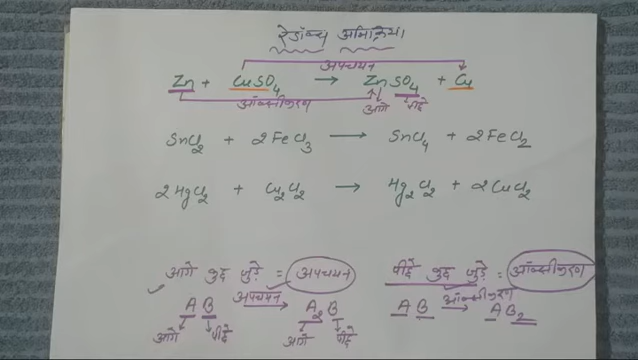 रेडॉक्स अभिक्रिया
अपचयन
Zn + CuSO₄ → ZnSO₄ + Cu
ऑक्सीकरण आगे पीछे
SnCl₂ + 2FeCl₃ → SnCl₄ + 2FeCl₂
2HgCl₂ + Cu₂Cl₂ → Hg₂Cl₂ + 2CuCl₂
आगे कुछ जुड़े = अपचयन पीछे कुछ जुड़े = ऑक्सीकरण
AB अपचयन → A₂B AB ऑक्सीकरण → AB₂
आगे पीछे आगे पीछे